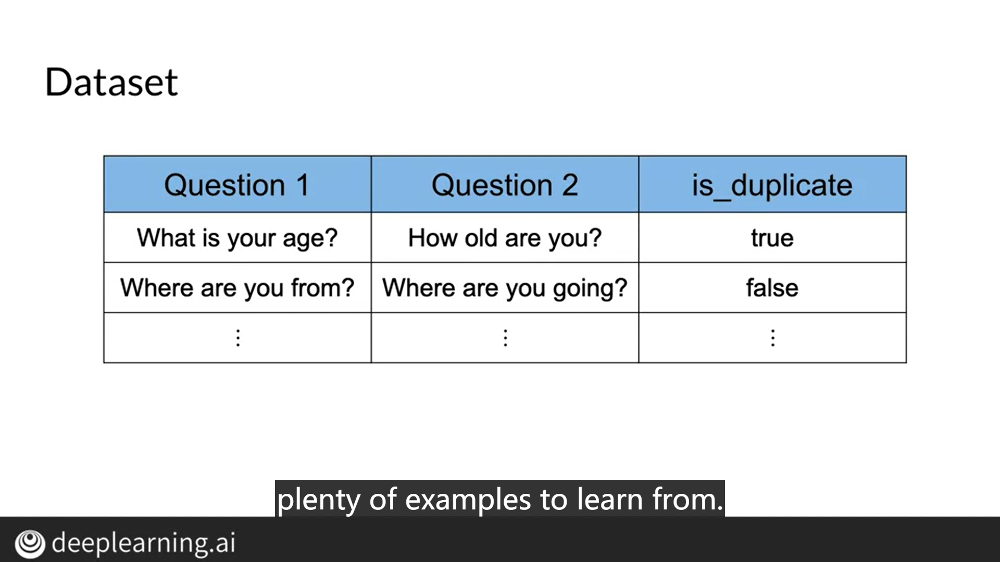 Dataset
Question 1 Question 2 is_duplicate
What is your age? How old are you? true
Where are you from? Where are you going? false
⋮ ⋮ ⋮
plenty of examples to learn from.
deeplearning.ai